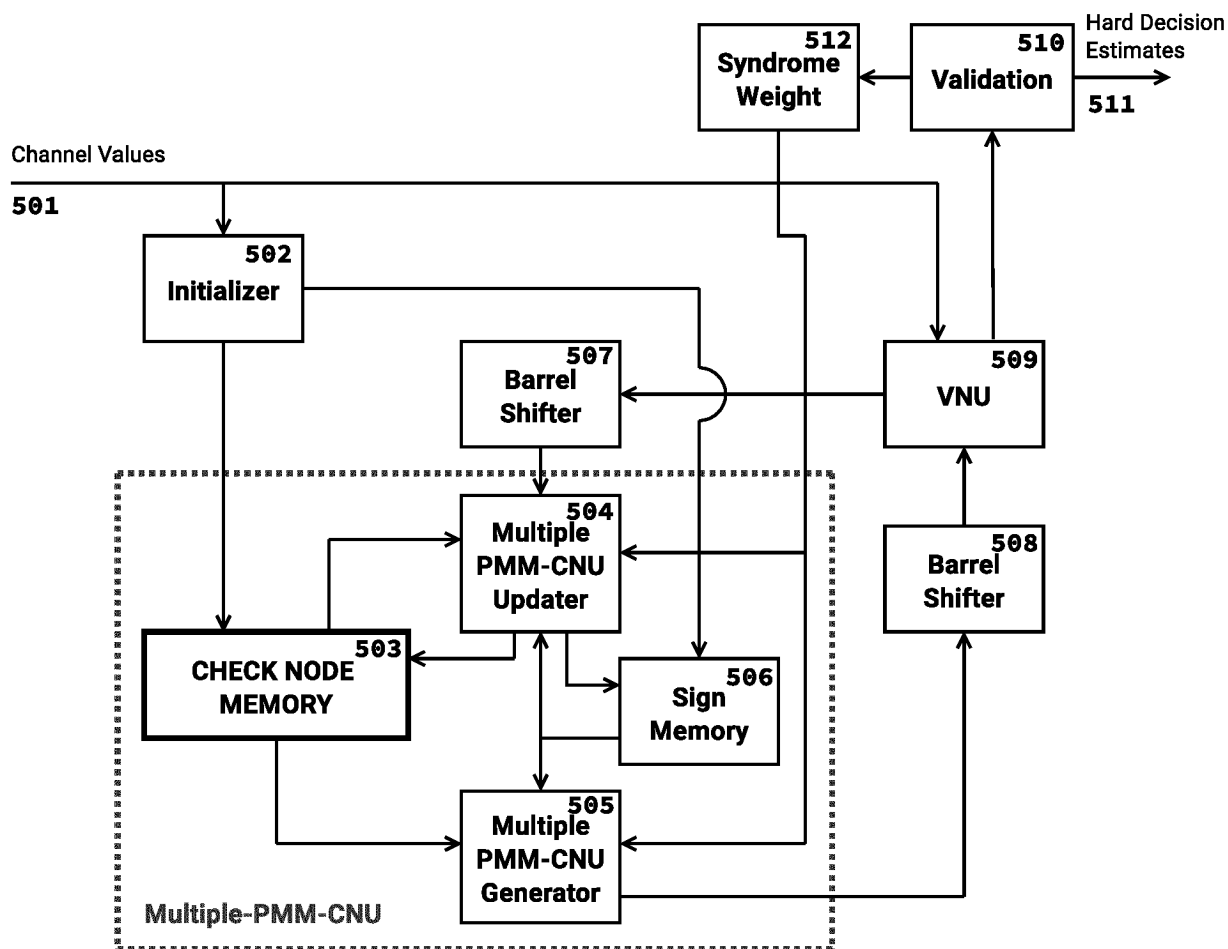 Hard Decision
Estimates
512
Syndrome
Weight
510
Validation
511
Channel Values
501
502
Initializer
507
Barrel
Shifter
509
VNU
504
Multiple
PMM-CNU
Updater
508
Barrel
Shifter
503
CHECK NODE
MEMORY
506
Sign
Memory
505
Multiple
PMM-CNU
Generator
Multiple-PMM-CNU